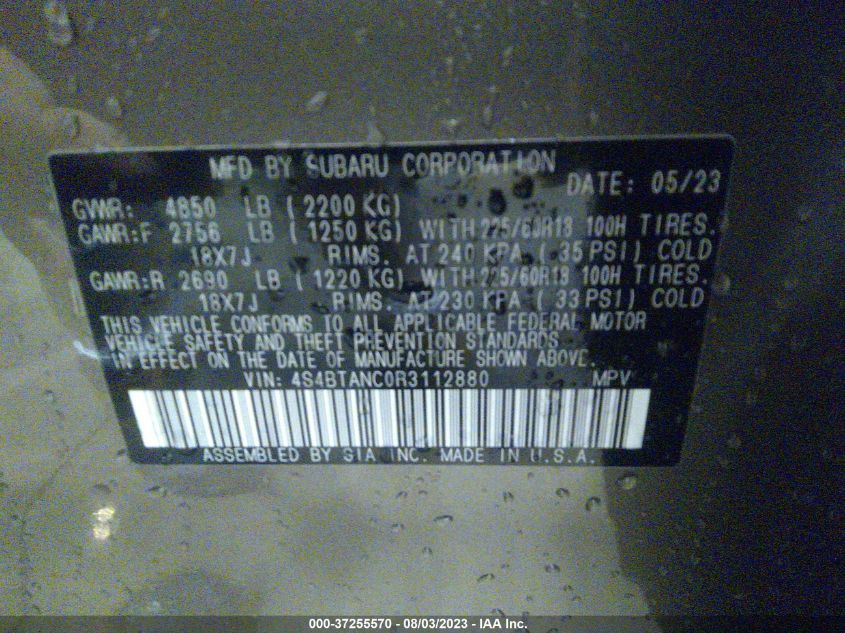 MFD BY SUBARU CORPORATION
DATE: 05/23
GVWR: 4850 LB ( 2200 KG)
GAWR:F 2756 LB ( 1250 KG) WITH 225/60R18 100H TIRES.
18X7J RIMS. AT 240 KPA ( 35 PSI) COLD
GAWR:R 2690 LB ( 1220 KG) WITH 225/60R18 100H TIRES.
18X7J RIMS. AT 230 KPA ( 33 PSI) COLD
THIS VEHICLE CONFORMS TO ALL APPLICABLE FEDERAL MOTOR
VEHICLE SAFETY AND THEFT PREVENTION STANDARDS
IN EFFECT ON THE DATE OF MANUFACTURE SHOWN ABOVE.
VIN: 4S4BTANC0R3112880 MPV
ASSEMBLED BY SIA INC. MADE IN U.S.A.
000-37255570 - 08/03/2023 - IAA Inc.